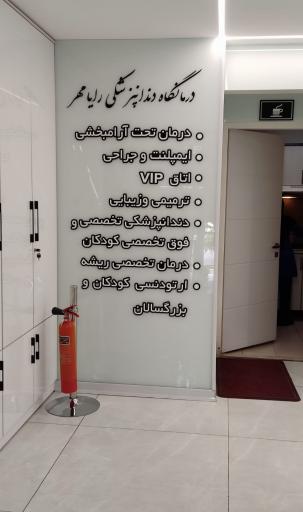 درمانگاه دندانپزشکی رایا مهر
• درمان تحت آرامبخشی
• ایمپلنت و جراحی
• اتاق VIP
• ترمیمی وزیبایی
• دندانپزشکی تخصصی و
فوق تخصصی کودکان
• درمان تخصصی ریشه
• ارتودنسی کودکان و
بزرگسالان